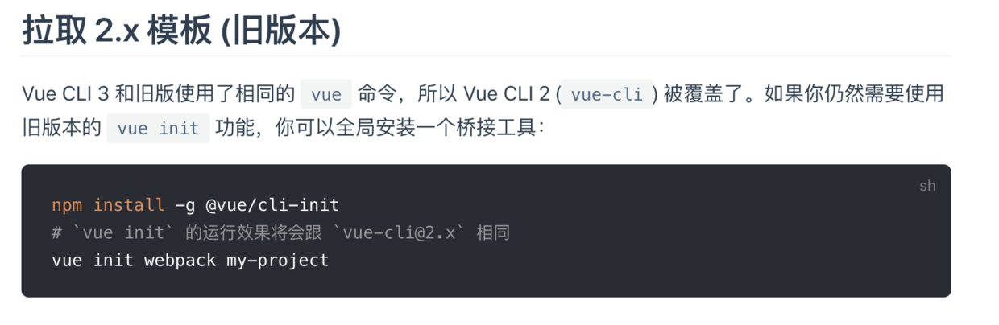 拉取 2.x 模板 (旧版本)
Vue CLI 3 和旧版使用了相同的 vue 命令，所以 Vue CLI 2 (vue-cli) 被覆盖了。如果你仍然需要使用
旧版本的 vue init 功能，你可以全局安装一个桥接工具：
sh
npm install -g @vue/cli-init
# `vue init` 的运行效果将会跟 `vue-cli@2.x` 相同
vue init webpack my-project